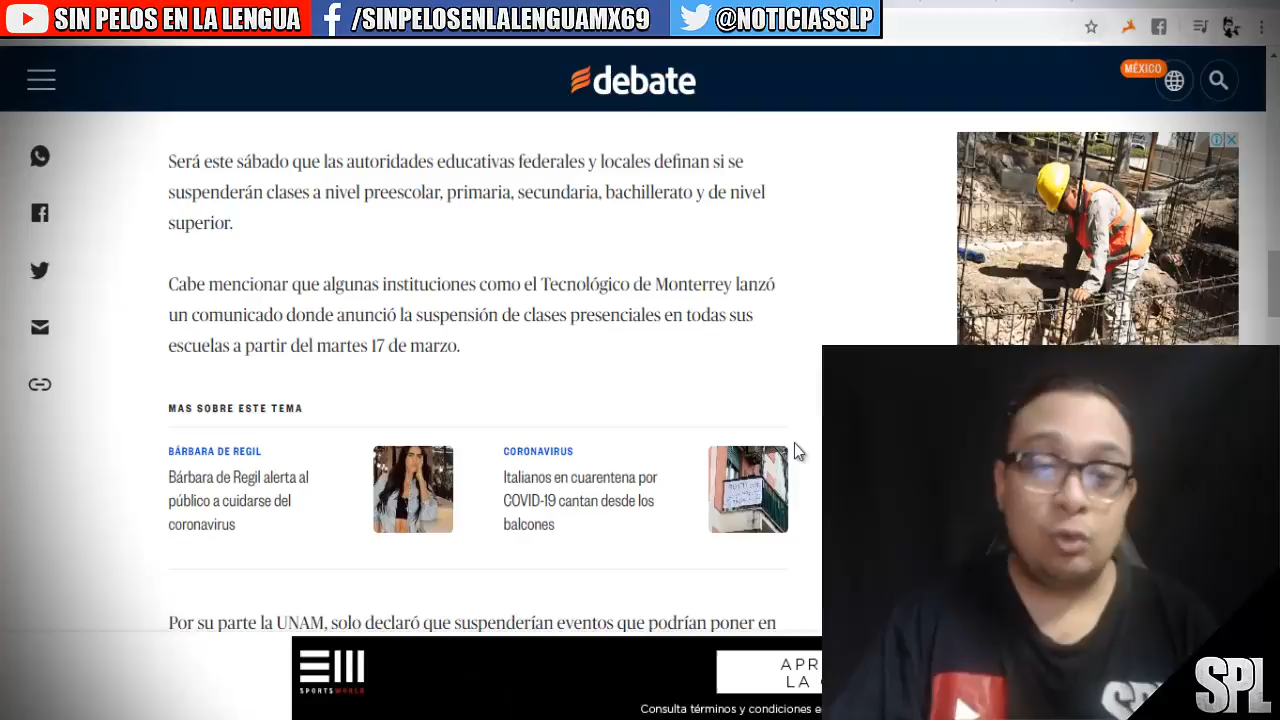 SIN PELOS EN LA LENGUA
/SINPELOSENLALENGUAMX69
@NOTICIASSLP
debate
MÉXICO
Será este sábado que las autoridades educativas federales y locales definan si se
suspenderán clases a nivel preescolar, primaria, secundaria, bachillerato y de nivel
superior.
Cabe mencionar que algunas instituciones como el Tecnológico de Monterrey lanzó
un comunicado donde anunció la suspensión de clases presenciales en todas sus
escuelas a partir del martes 17 de marzo.
MAS SOBRE ESTE TEMA
BÁRBARA DE REGIL
Bárbara de Regil alerta al
público a cuidarse del
coronavirus
CORONAVIRUS
Italianos en cuarentena por
COVID-19 cantan desde los
balcones
Por su parte la UNAM, solo declaró que suspenderían eventos que podrían poner en
SPORTSWORLD
APR
LA
Consulta términos y condiciones e
SPL
SPL